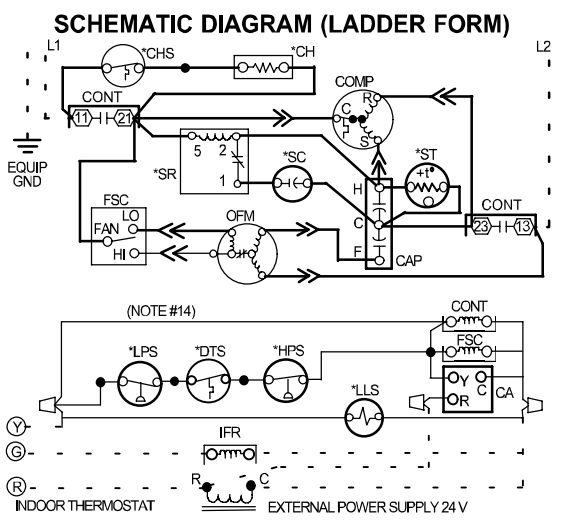 SCHEMATIC DIAGRAM (LADDER FORM)
L1
L2
*CHS
*CH
COMP
CONT
11
21
C
R
S
EQUIP
GND
*SR
5
2
1
*SC
*ST
+t°
H
C
F
CAP
CONT
23
13
FSC
LO
FAN
HI
OFM
(NOTE #14)
*LPS
*DTS
*HPS
CONT
FSC
Y
C
R
CA
*LLS
Y
G
IFR
R
R
C
INDOOR THERMOSTAT
EXTERNAL POWER SUPPLY 24 V